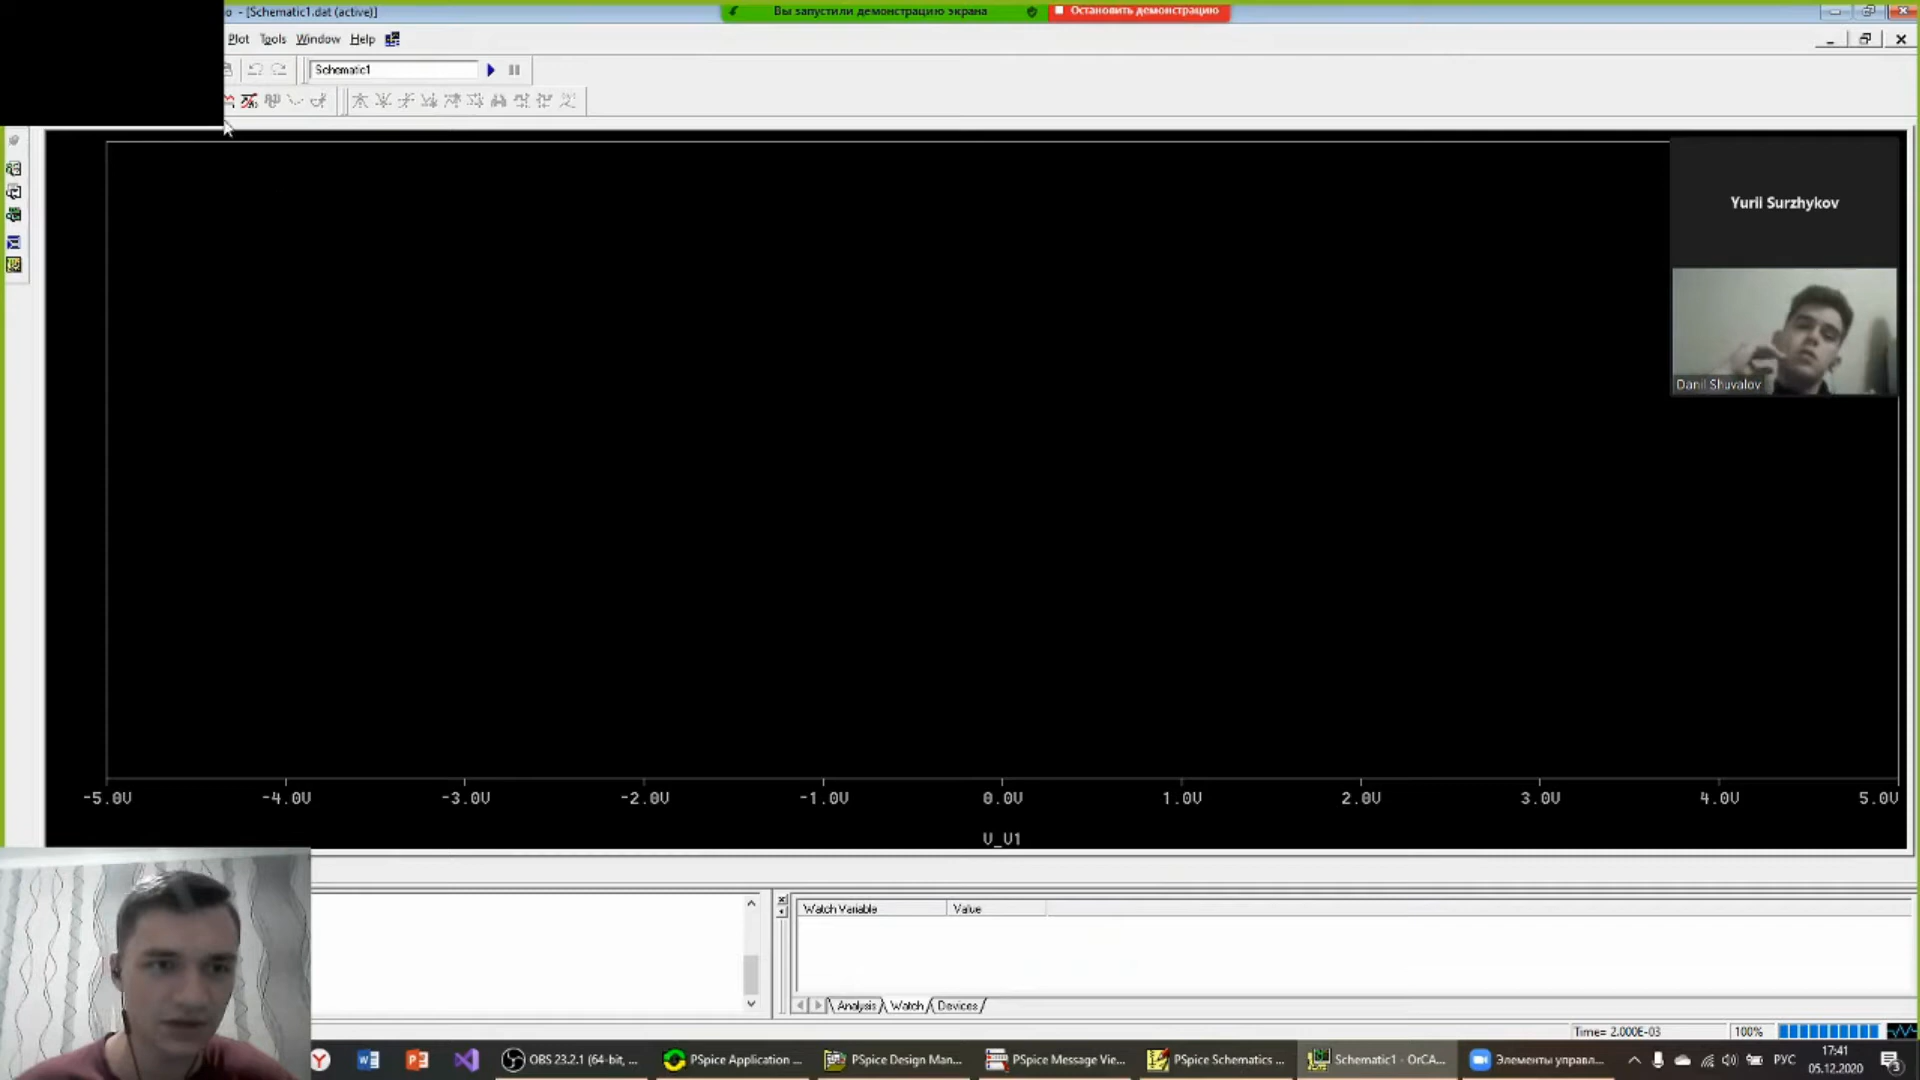 o - [Schematic1.dat (active)]
Вы запустили демонстрацию экрана
Остановить демонстрацию
Plot Tools Window Help
Schematic1
Yurii Surzhykov
Danil Shuvalov
-5.0V -4.0V -3.0V -2.0V -1.0V 0.0V 1.0V 2.0V 3.0V 4.0V 5.0V
V_V1
Watch Variable Value
Analysis Watch Devices
Time= 2.000E-03 100%
OBS 23.2.1 (64-bit, ...
PSpice Application ...
PSpice Design Man...
PSpice Message Vie...
PSpice Schematics ...
Schematic1 - OrCA...
Элементы управл...
РУС
17:41
05.12.2020
3